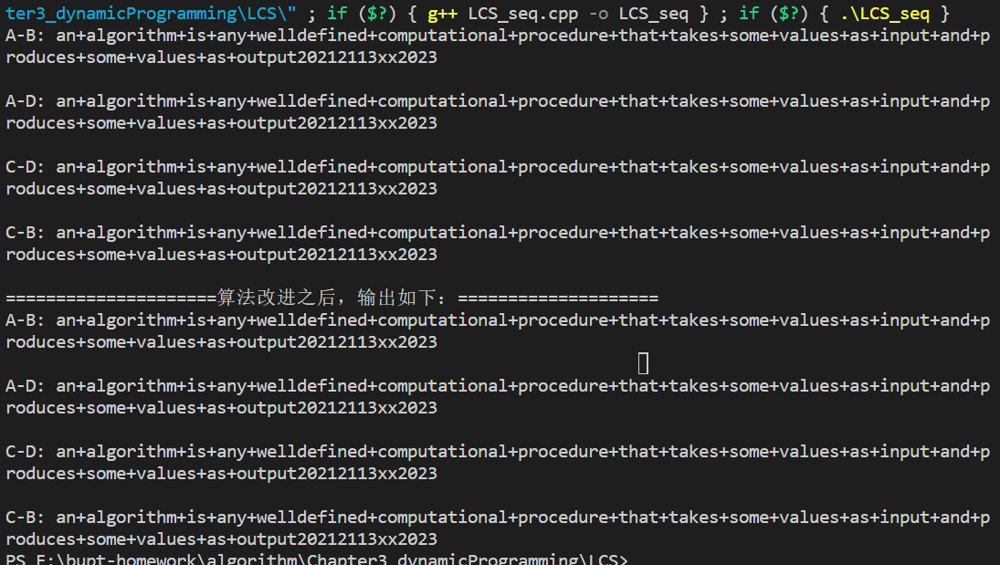 ter3_dynamicProgramming\LCS\" ; if ($?) { g++ LCS_seq.cpp -o LCS_seq } ; if ($?) { .\LCS_seq }
A-B: an+algorithm+is+any+welldefined+computational+procedure+that+takes+some+values+as+input+and+p
roduces+some+values+as+output20212113xx2023
A-D: an+algorithm+is+any+welldefined+computational+procedure+that+takes+some+values+as+input+and+p
roduces+some+values+as+output20212113xx2023
C-D: an+algorithm+is+any+welldefined+computational+procedure+that+takes+some+values+as+input+and+p
roduces+some+values+as+output20212113xx2023
C-B: an+algorithm+is+any+welldefined+computational+procedure+that+takes+some+values+as+input+and+p
roduces+some+values+as+output20212113xx2023
=====================算法改进之后，输出如下：====================
A-B: an+algorithm+is+any+welldefined+computational+procedure+that+takes+some+values+as+input+and+p
roduces+some+values+as+output20212113xx2023
A-D: an+algorithm+is+any+welldefined+computational+procedure+that+takes+some+values+as+input+and+p
roduces+some+values+as+output20212113xx2023
C-D: an+algorithm+is+any+welldefined+computational+procedure+that+takes+some+values+as+input+and+p
roduces+some+values+as+output20212113xx2023
C-B: an+algorithm+is+any+welldefined+computational+procedure+that+takes+some+values+as+input+and+p
roduces+some+values+as+output20212113xx2023
PS E:\bupt-homework\algorithm\Chapter3_dynamicProgramming\LCS>